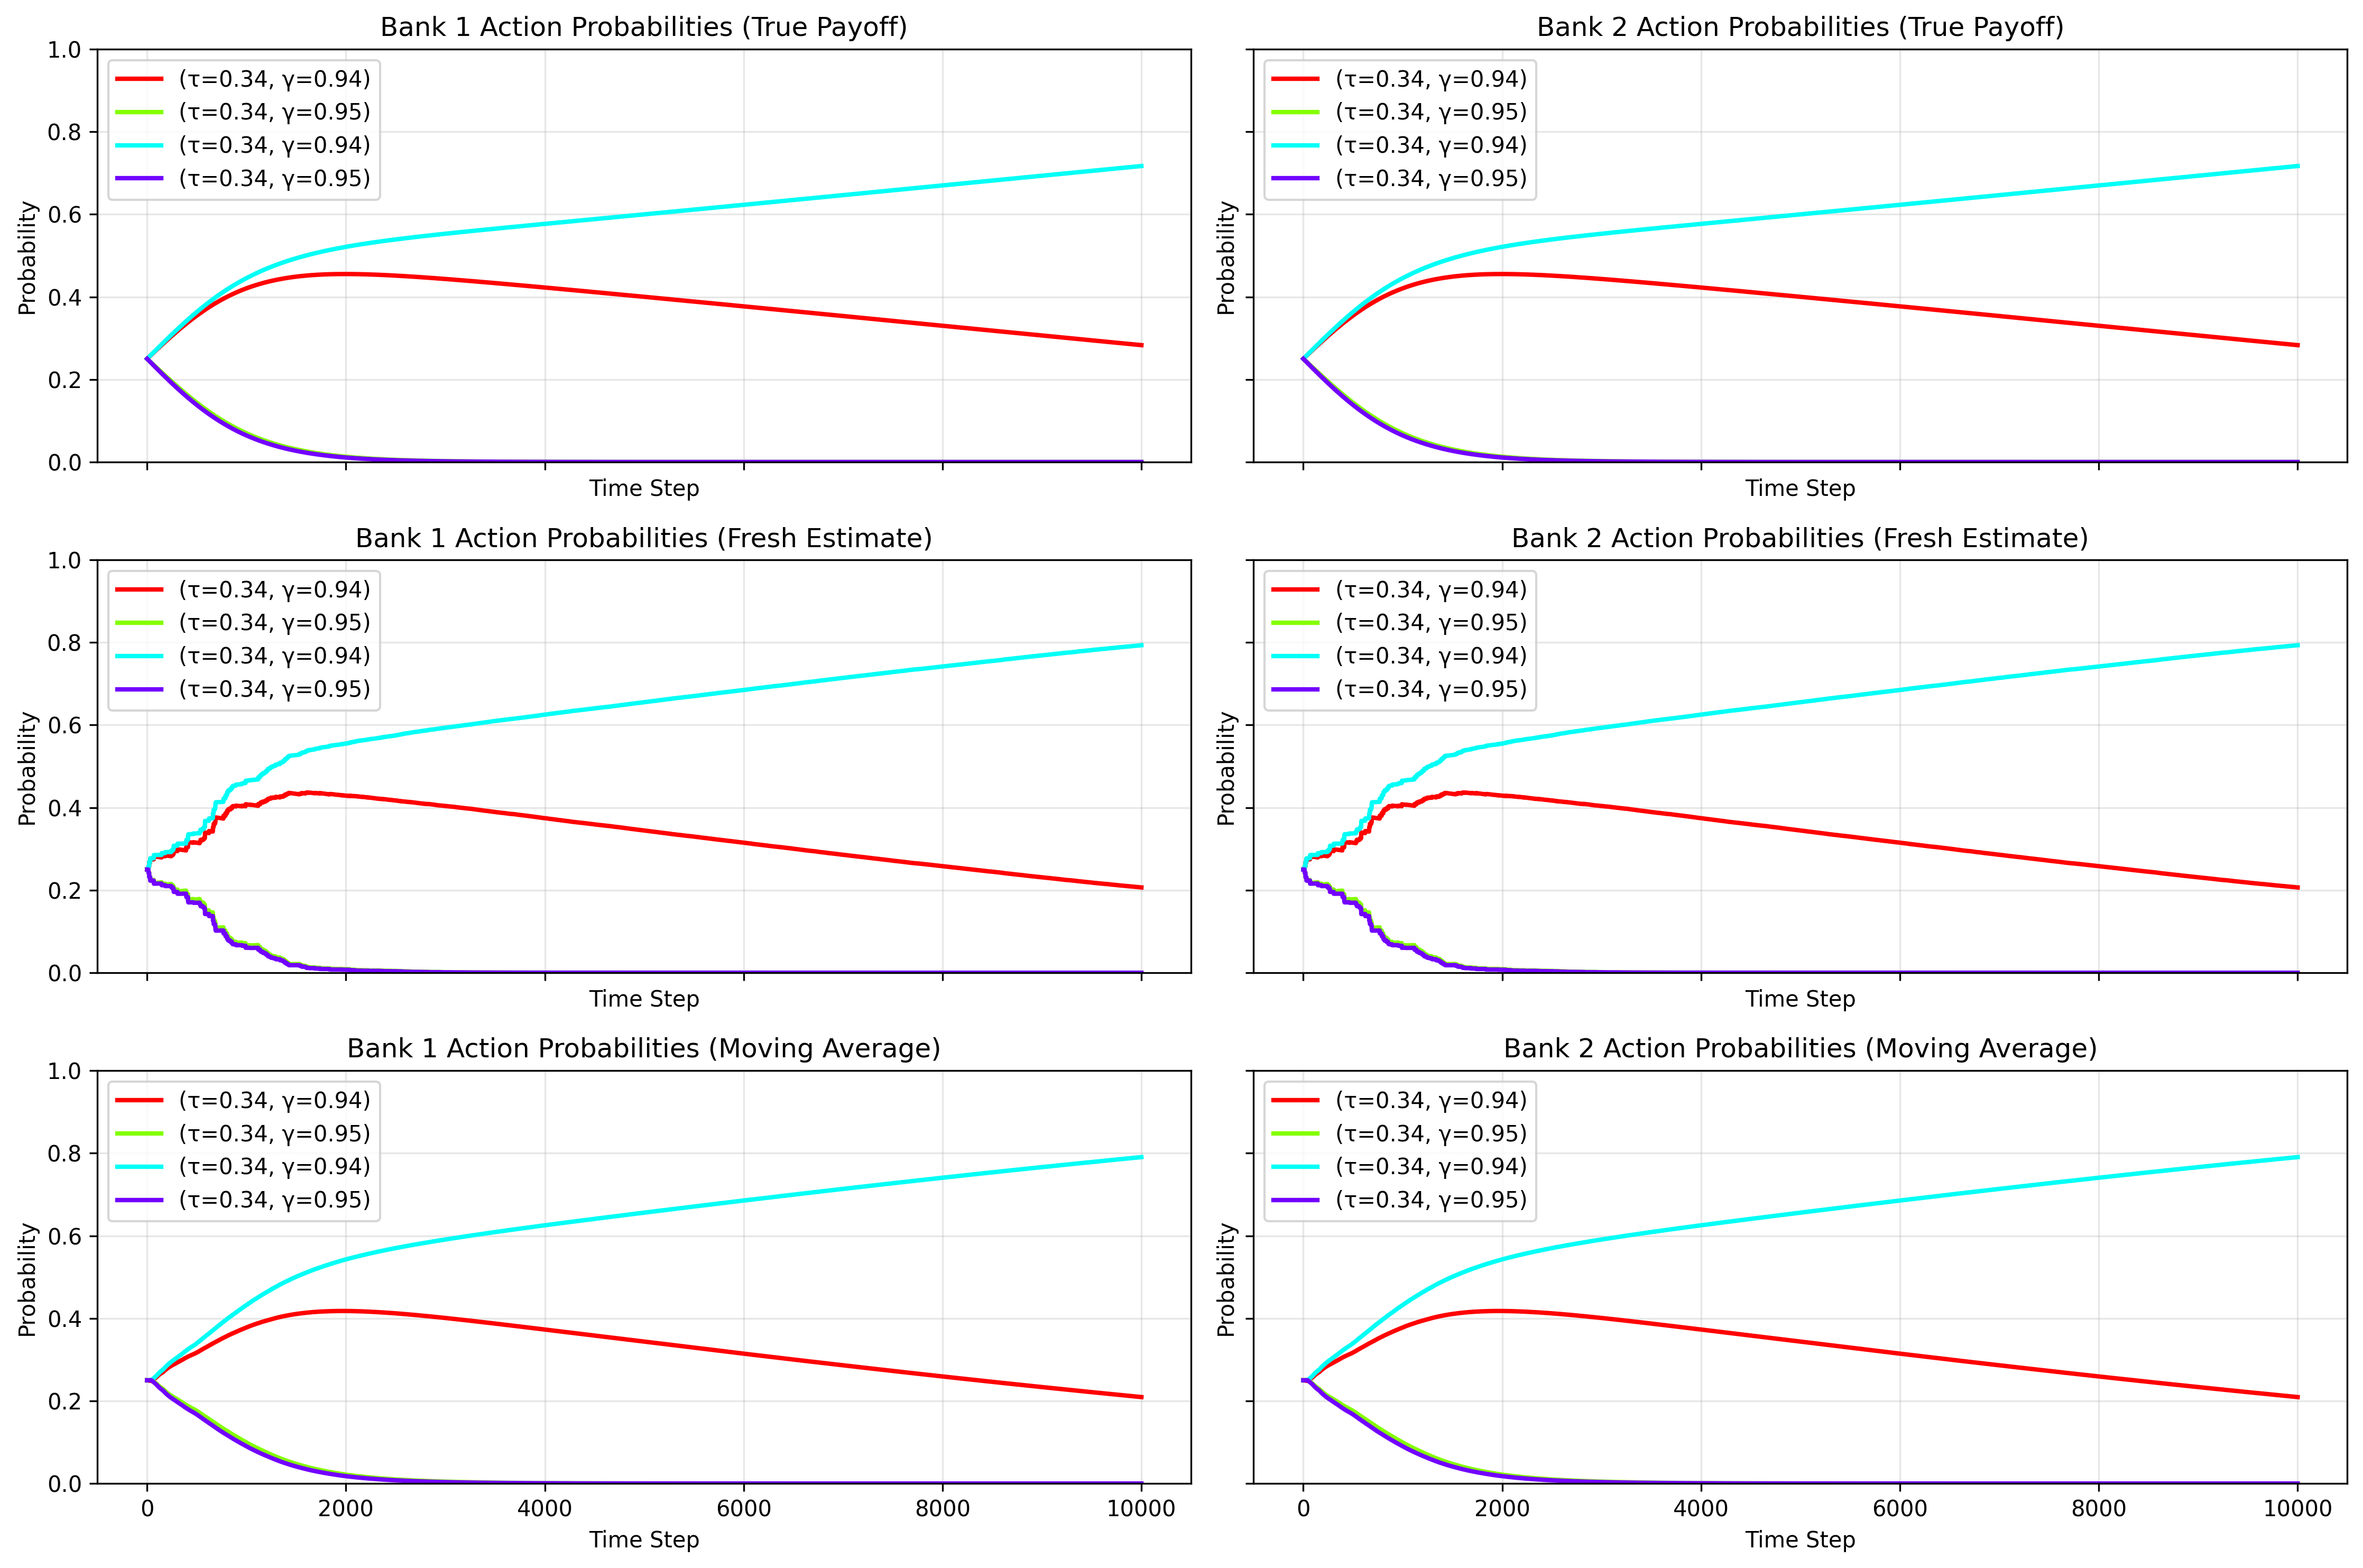 Bank 1 Action Probabilities (True Payoff)
1.0
0.8
0.6
0.4
0.2
0.0
Probability
(τ=0.34, γ=0.94)
(τ=0.34, γ=0.95)
(τ=0.34, γ=0.94)
(τ=0.34, γ=0.95)
Time Step
Bank 2 Action Probabilities (True Payoff)
Probability
(τ=0.34, γ=0.94)
(τ=0.34, γ=0.95)
(τ=0.34, γ=0.94)
(τ=0.34, γ=0.95)
Time Step
Bank 1 Action Probabilities (Fresh Estimate)
1.0
0.8
0.6
0.4
0.2
0.0
Probability
(τ=0.34, γ=0.94)
(τ=0.34, γ=0.95)
(τ=0.34, γ=0.94)
(τ=0.34, γ=0.95)
Time Step
Bank 2 Action Probabilities (Fresh Estimate)
Probability
(τ=0.34, γ=0.94)
(τ=0.34, γ=0.95)
(τ=0.34, γ=0.94)
(τ=0.34, γ=0.95)
Time Step
Bank 1 Action Probabilities (Moving Average)
1.0
0.8
0.6
0.4
0.2
0.0
Probability
(τ=0.34, γ=0.94)
(τ=0.34, γ=0.95)
(τ=0.34, γ=0.94)
(τ=0.34, γ=0.95)
0 2000 4000 6000 8000 10000
Time Step
Bank 2 Action Probabilities (Moving Average)
Probability
(τ=0.34, γ=0.94)
(τ=0.34, γ=0.95)
(τ=0.34, γ=0.94)
(τ=0.34, γ=0.95)
0 2000 4000 6000 8000 10000
Time Step